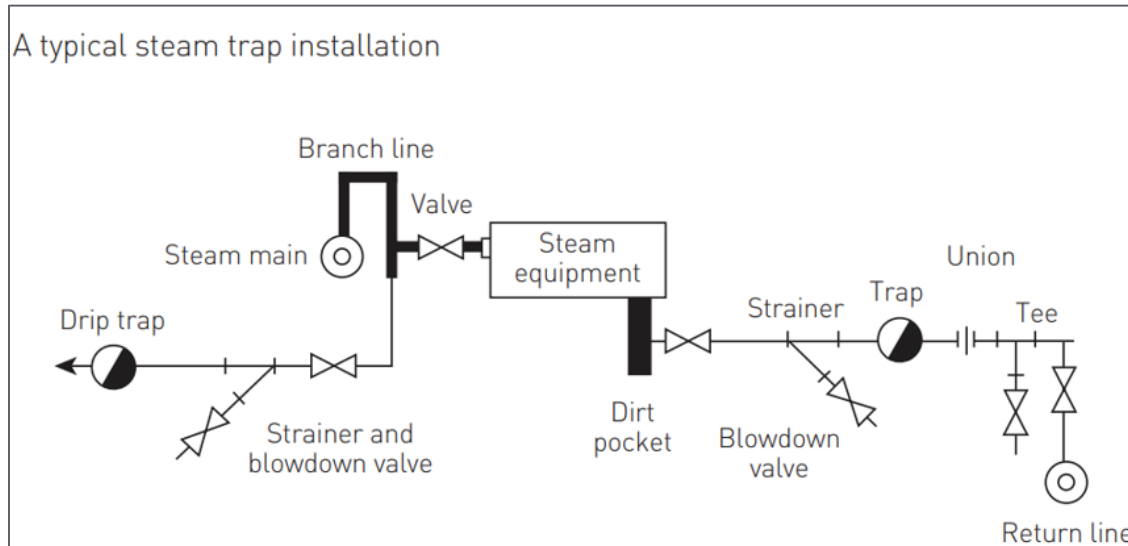 A typical steam trap installation
Branch line
Valve
Steam main
Steam
equipment
Union
Drip trap
Strainer
Trap
Tee
Strainer and
blowdown valve
Dirt
pocket
Blowdown
valve
Return line